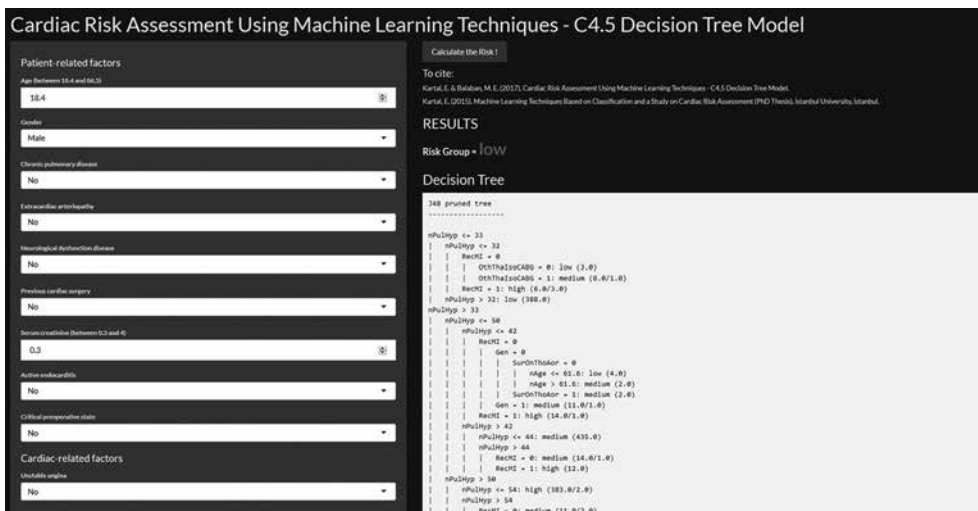 Cardiac Risk Assessment Using Machine Learning Techniques - C4.5 Decision Tree Model
Patient-related factors
Age (between 18.4 and 86.5)
18.4
Gender
Male
Chronic pulmonary disease
No
Extracardiac arteriopathy
No
Neurological dysfunction disease
No
Previous cardiac surgery
No
Serum creatinine (between 0.3 and 4)
0.3
Active endocarditis
No
Critical preoperative state
No
Cardiac-related factors
Unstable angina
No
Calculate the Risk !
To cite:
Kartal, E. & Balaban, M. E. (2017). Cardiac Risk Assessment Using Machine Learning Techniques - C4.5 Decision Tree Model.
Kartal, E. (2015). Machine Learning Techniques Based on Classification and a Study on Cardiac Risk Assessment (PhD Thesis). Istanbul University, Istanbul.
RESULTS
Risk Group = low
Decision Tree
J48 pruned tree
------------------
nPulHyp <= 33
|   nPulHyp <= 32
|   |   RecMI = 0
|   |   |   OthThaIsoCABG = 0: low (3.0)
|   |   |   OthThaIsoCABG = 1: medium (8.0/1.0)
|   |   RecMI = 1: high (6.0/3.0)
|   nPulHyp > 32: low (388.0)
nPulHyp > 33
|   nPulHyp <= 50
|   |   nPulHyp <= 42
|   |   |   RecMI = 0
|   |   |   |   Gen = 0
|   |   |   |   |   SurOnThoAor = 0
|   |   |   |   |   |   nAge <= 61.6: low (4.0)
|   |   |   |   |   |   nAge > 61.6: medium (2.0)
|   |   |   |   |   SurOnThoAor = 1: medium (2.0)
|   |   |   |   Gen = 1: medium (11.0/1.0)
|   |   |   RecMI = 1: high (14.0/1.0)
|   |   nPulHyp > 42
|   |   |   nPulHyp <= 44: medium (435.0)
|   |   |   nPulHyp > 44
|   |   |   |   RecMI = 0: medium (14.0/1.0)
|   |   |   |   RecMI = 1: high (12.0)
|   nPulHyp > 50
|   |   nPulHyp <= 54: high (383.0/2.0)
|   |   nPulHyp > 54